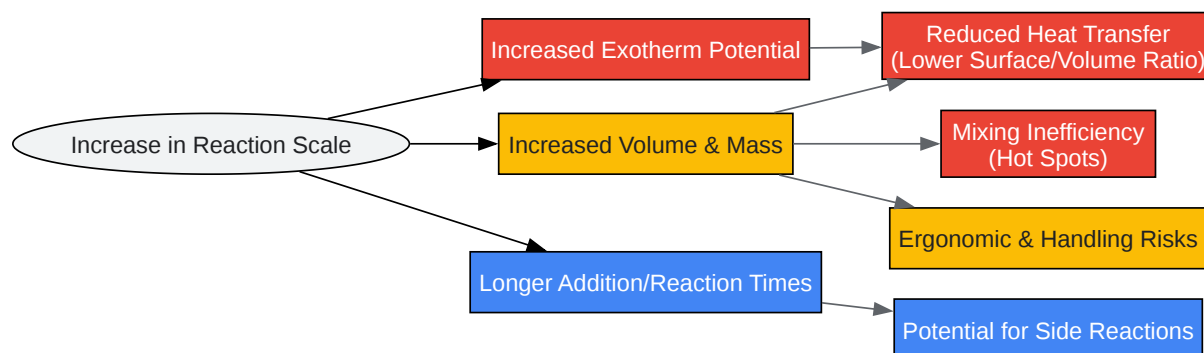 Increase in Reaction Scale
Increased Exotherm Potential
Increased Volume & Mass
Longer Addition/Reaction Times
Reduced Heat Transfer
(Lower Surface/Volume Ratio)
Mixing Inefficiency
(Hot Spots)
Ergonomic & Handling Risks
Potential for Side Reactions